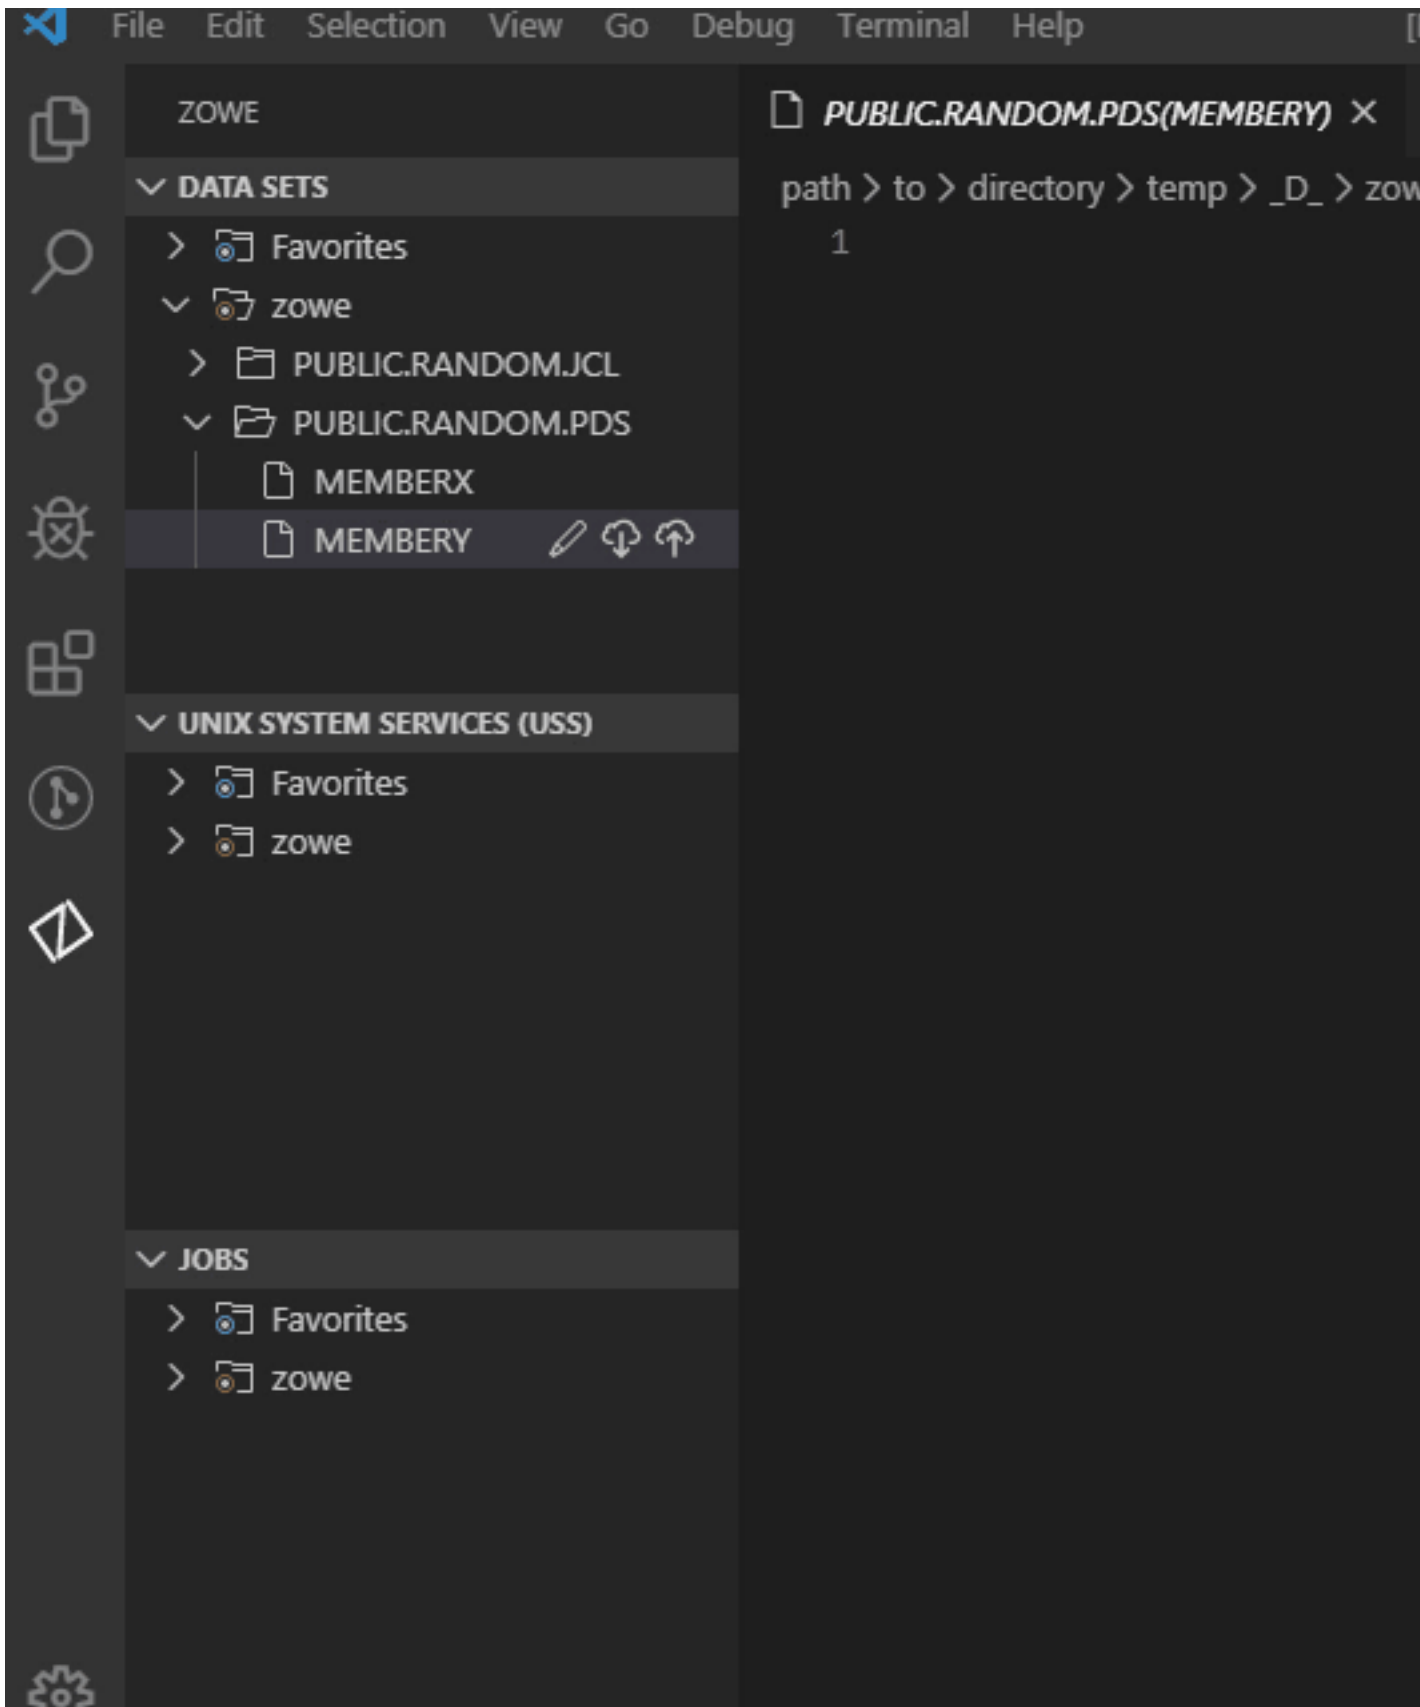 File Edit Selection View Go Debug Terminal Help
ZOWE
DATA SETS
Favorites
zowe
PUBLIC.RANDOM.JCL
PUBLIC.RANDOM.PDS
MEMBERX
MEMBERY
UNIX SYSTEM SERVICES (USS)
Favorites
zowe
JOBS
Favorites
zowe
PUBLIC.RANDOM.PDS(MEMBERY)
path > to > directory > temp > _D_ >
1